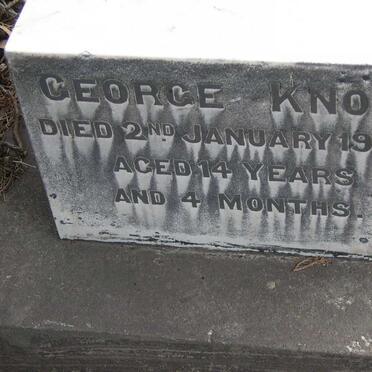 GEORGE KNO
DIED 2ND JANUARY 19
AGED 14 YEARS
AND 4 MONTHS.